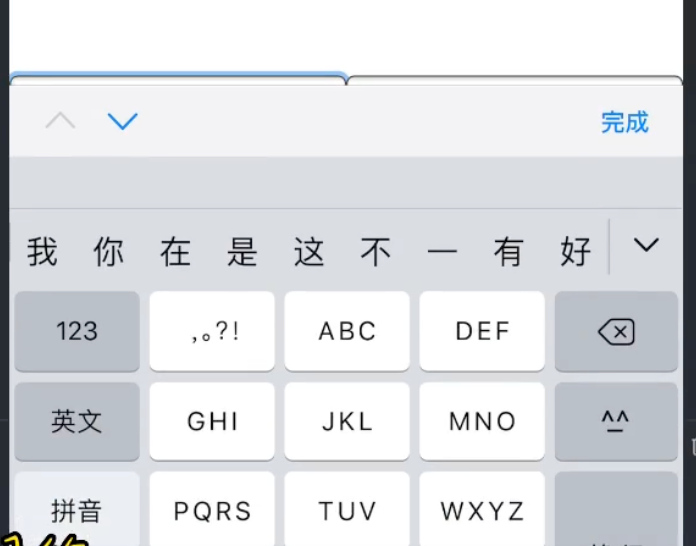 完成
我 你 在 是 这 不 一 有 好
123 ,。?! ABC DEF
英文 GHI JKL MNO ^^
拼音 PQRS TUV WXYZ